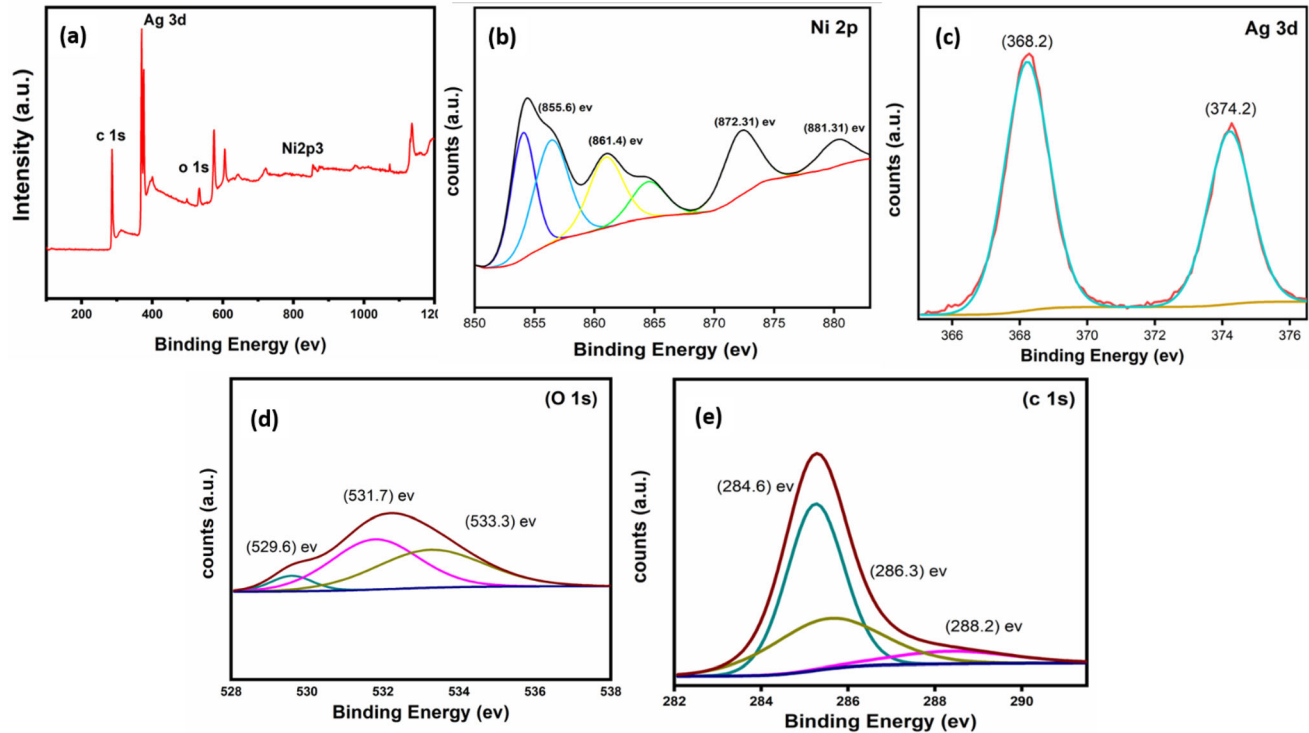 (a)
Ag 3d
c 1s
o 1s
Ni2p3
Intensity (a.u.)
200 400 600 800 1000 120
Binding Energy (ev)
(b)
Ni 2p
(855.6) ev
(861.4) ev
(872.31) ev
(881.31) ev
counts (a.u.)
850 855 860 865 870 875 880
Binding Energy (ev)
(c)
Ag 3d
(368.2)
(374.2)
counts (a.u.)
366 368 370 372 374 376
Binding Energy (ev)
(d)
(O 1s)
(531.7) ev
(533.3) ev
(529.6) ev
counts (a.u.)
528 530 532 534 536 538
Binding Energy (ev)
(e)
(c 1s)
(284.6) ev
(286.3) ev
(288.2) ev
counts (a.u.)
282 284 286 288 290
Binding Energy (ev)